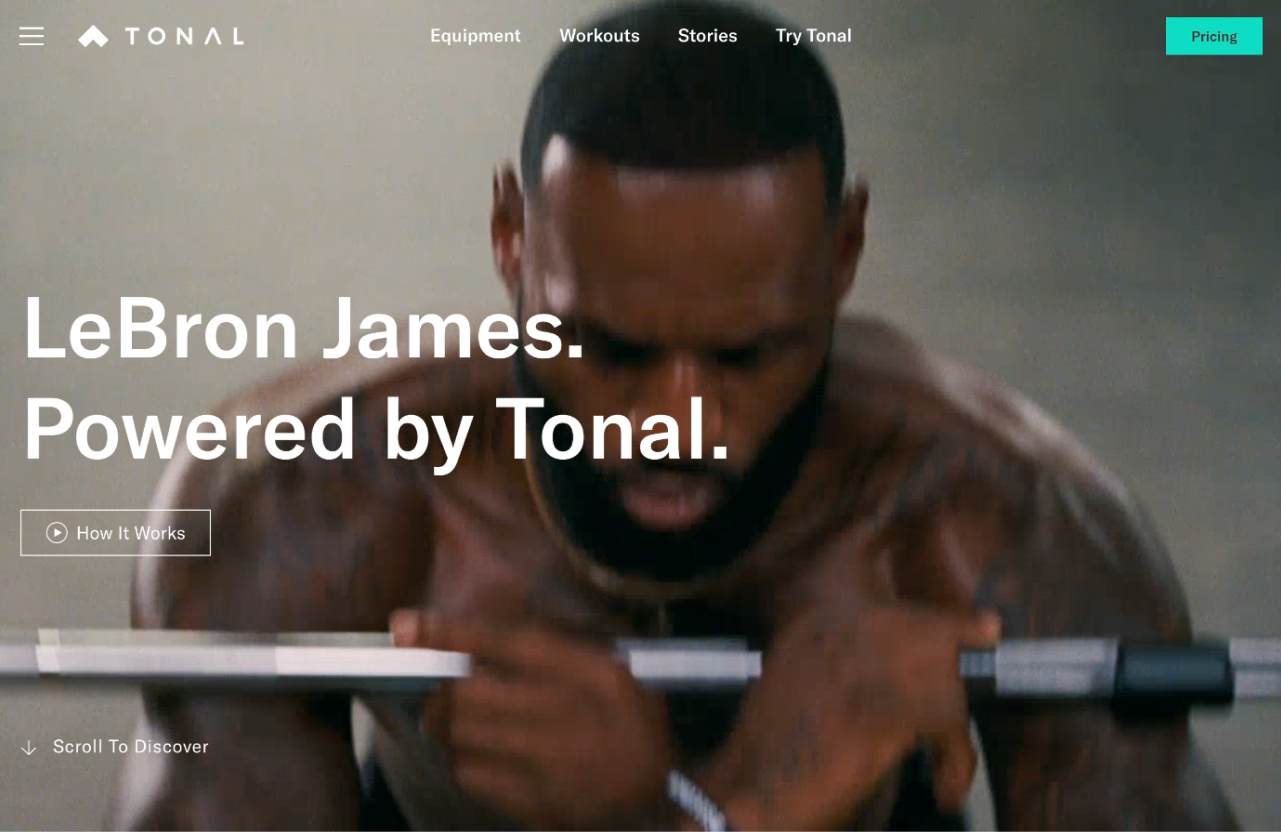 TONAL
Equipment
Workouts
Stories
Try Tonal
Pricing
LeBron James.
Powered by Tonal.
How It Works
Scroll To Discover